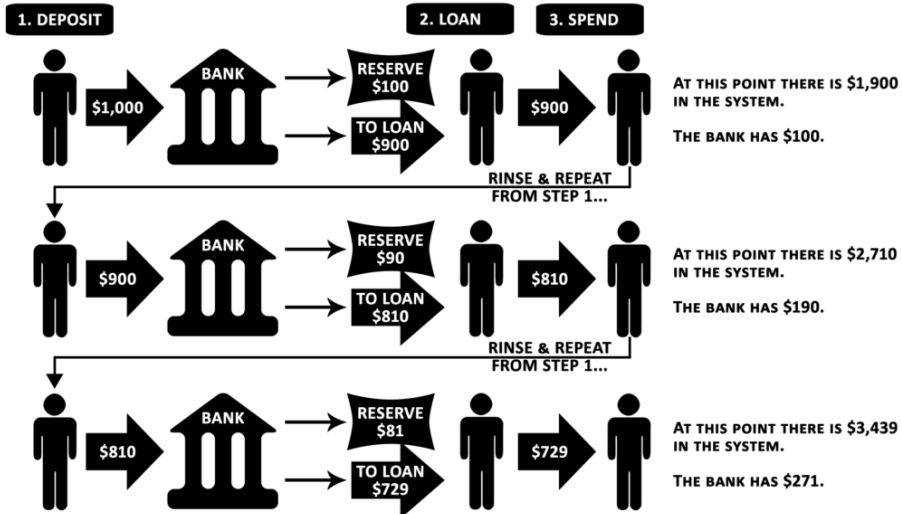 1. DEPOSIT
2. LOAN
3. SPEND
$1,000
BANK
RESERVE
$100
TO LOAN
$900
$900
AT THIS POINT THERE IS $1,900
IN THE SYSTEM.
THE BANK HAS $100.
RINSE & REPEAT
FROM STEP 1...
$900
BANK
RESERVE
$90
TO LOAN
$810
$810
AT THIS POINT THERE IS $2,710
IN THE SYSTEM.
THE BANK HAS $190.
RINSE & REPEAT
FROM STEP 1...
$810
BANK
RESERVE
$81
TO LOAN
$729
$729
AT THIS POINT THERE IS $3,439
IN THE SYSTEM.
THE BANK HAS $271.